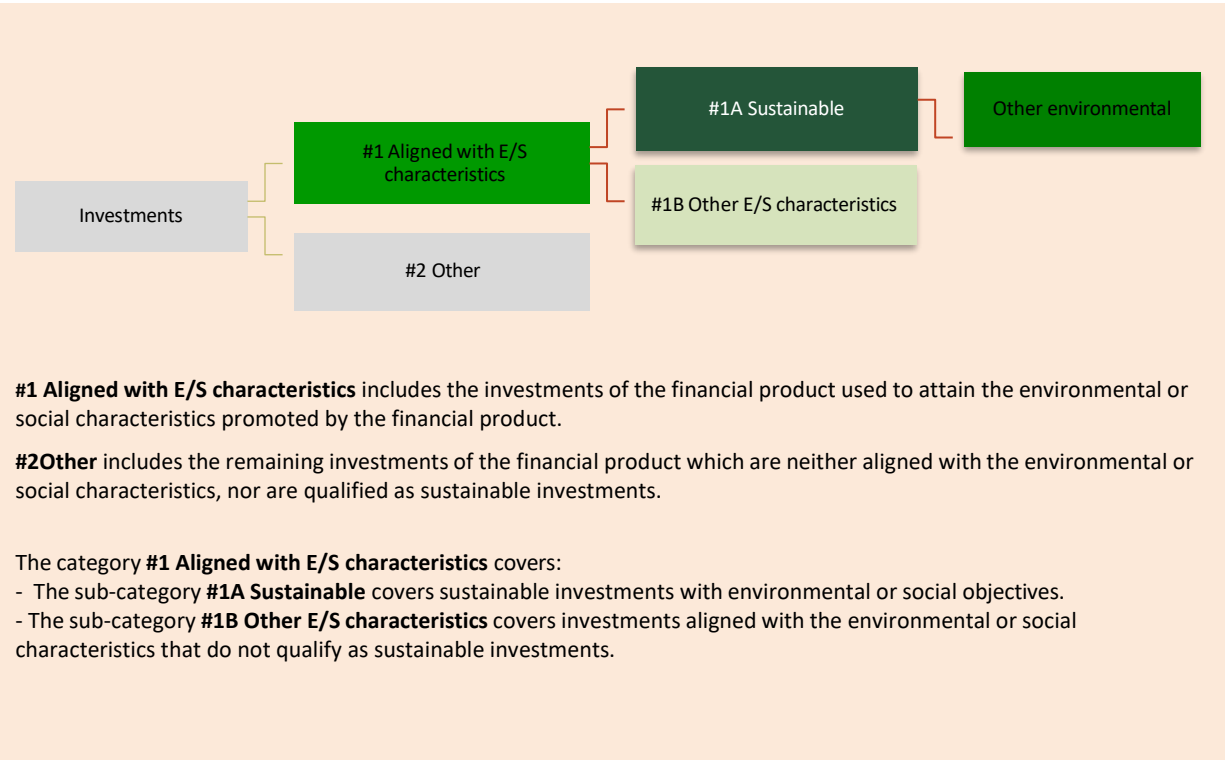 #1A Sustainable
Other environmental
#1 Aligned with E/S
characteristics
#1B Other E/S characteristics
Investments
#2 Other
#1 Aligned with E/S characteristics includes the investments of the financial product used to attain the environmental or
social characteristics promoted by the financial product.
#2Other includes the remaining investments of the financial product which are neither aligned with the environmental or
social characteristics, nor are qualified as sustainable investments.
The category #1 Aligned with E/S characteristics covers:
- The sub-category #1A Sustainable covers sustainable investments with environmental or social objectives.
- The sub-category #1B Other E/S characteristics covers investments aligned with the environmental or social
characteristics that do not qualify as sustainable investments.